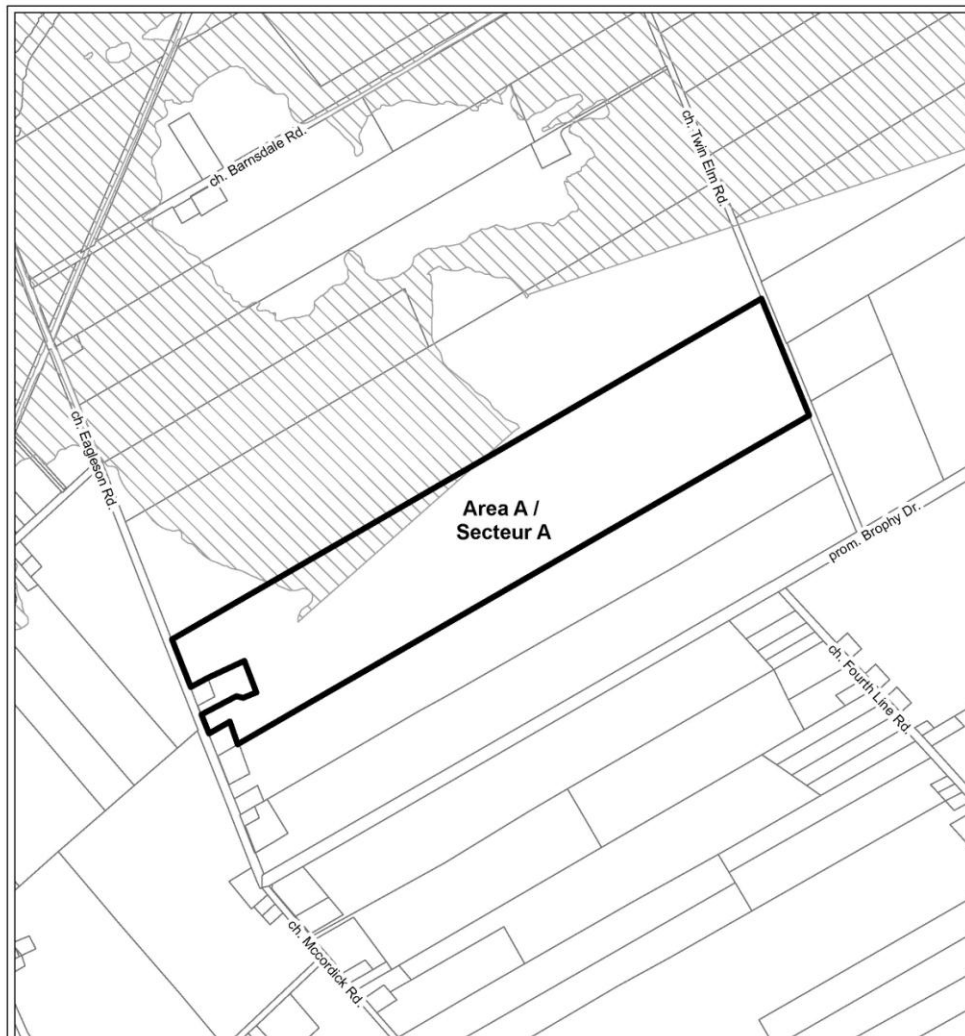 ch. Barnsdale Rd.
ch. Twin Elm Rd.
ch. Eagleson Rd.
Area A /
Secteur A
prom. Brophy Dr.
ch. Fourth Line Rd.
ch. Mccordick Rd.